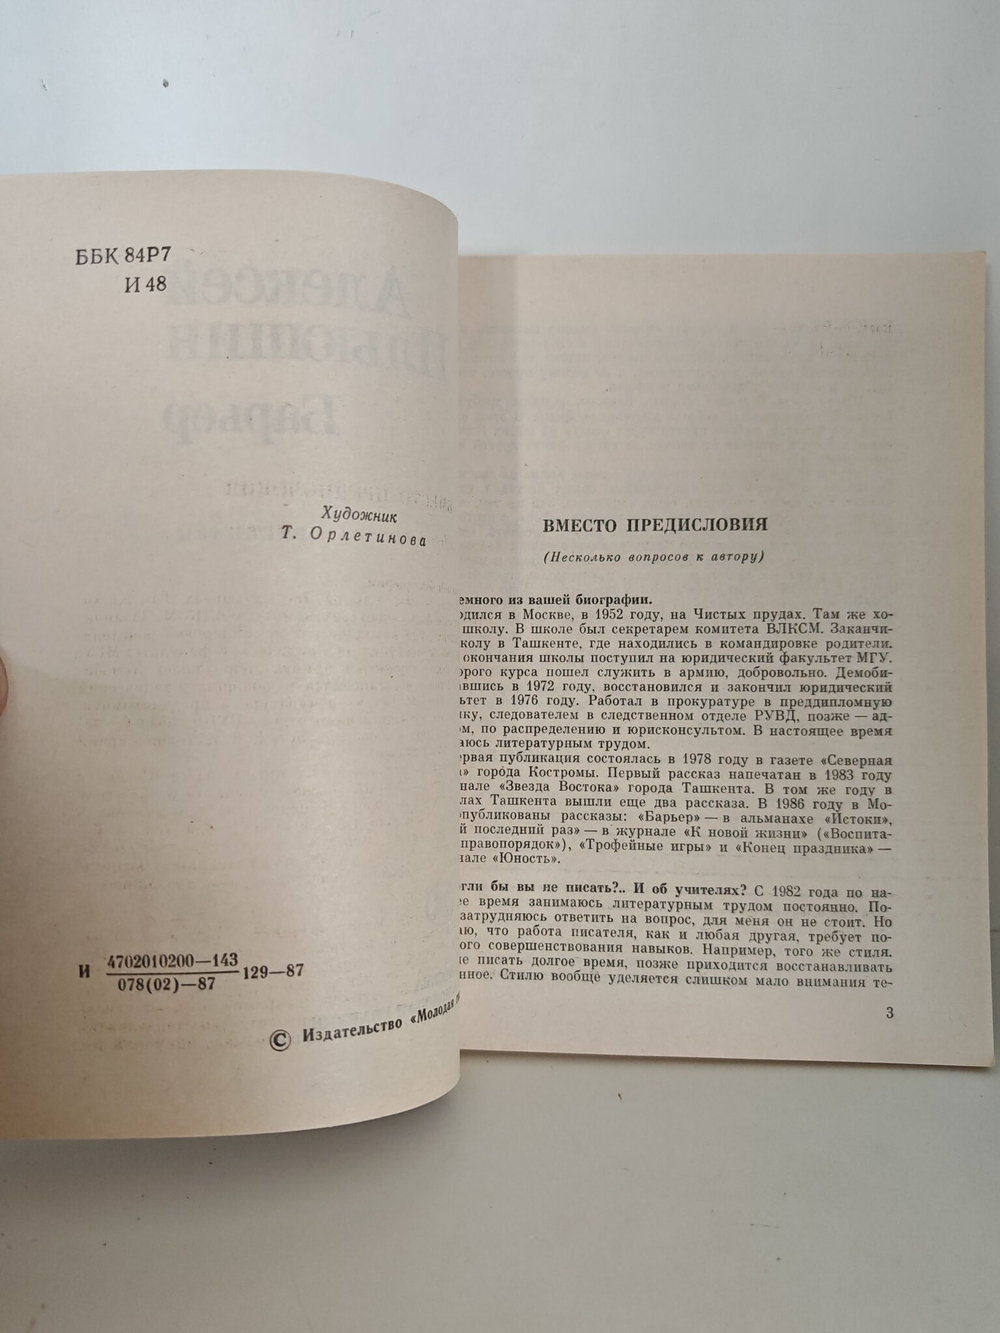 ББК 84Р7
И 48
Художник
Т. Орлетинова
И 4702010200—143
078(02)—87 129—87
© Издательство «Молодая
ВМЕСТО ПРЕДИСЛОВИЯ
(Несколько вопросов к автору)
емного из вашей биографии.
одился в Москве, в 1952 году, на Чистых прудах. Там же хо-
школу. В школе был секретарем комитета ВЛКСМ. Заканчи-
колу в Ташкенте, где находились в командировке родители.
окончания школы поступил на юридический факультет МГУ.
орого курса пошел служить в армию, добровольно. Демоби-
вшись в 1972 году, восстановился и закончил юридический
ьтет в 1976 году. Работал в прокуратуре в преддипломную
ку, следователем в следственном отделе РУВД, позже — ад-
м, по распределению и юрисконсультом. В настоящее время
аюсь литературным трудом.
рвая публикация состоялась в 1978 году в газете «Северная
» горо́да Костромы. Первый рассказ напечатан в 1983 году
нале «Звезда Востока» города Ташкента. В том же году в
лах Ташкента вышли еще два рассказа. В 1986 году в Мо-
публикованы рассказы: «Барьер» — в альманахе «Истоки»,
й последний раз» — в журнале «К новой жизни» («Воспита-
правопорядок»), «Трофейные игры» и «Конец праздника» —
нале «Юность».
гли бы вы не писать?.. И об учителях? С 1982 года по на-
е время занимаюсь литературным трудом постоянно. По-
затрудняюсь ответить на вопрос, для меня он не стоит. Но
ю, что работа писателя, как и любая другая, требует по-
ого совершенствования навыков. Например, того же стиля.
е писать долгое время, позже приходится восстанавливать
нное. Стилю вообще уделяется слишком мало внимания те-
3